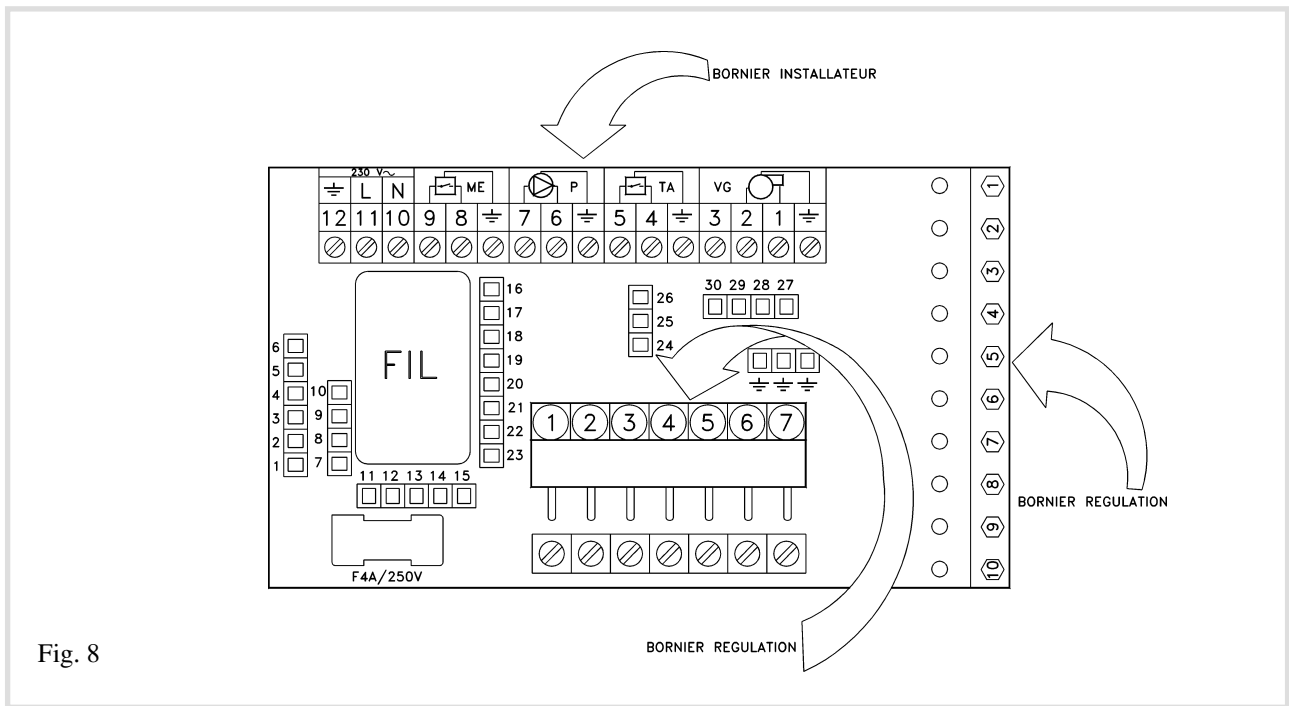 BORNIER INSTALLATEUR
230 V~
L N ME P TA VG
12 11 10 9 8 7 6 5 4 3 2 1
1
2
3
4
5
6
7
8
9
10
16
17
18
19
20
21
22
23
26
25
24
30 29 28 27
6
5
4
3
2
1
10
9
8
7
FIL
1 2 3 4 5 6 7
11 12 13 14 15
F4A/250V
BORNIER REGULATION
BORNIER REGULATION
Fig. 8